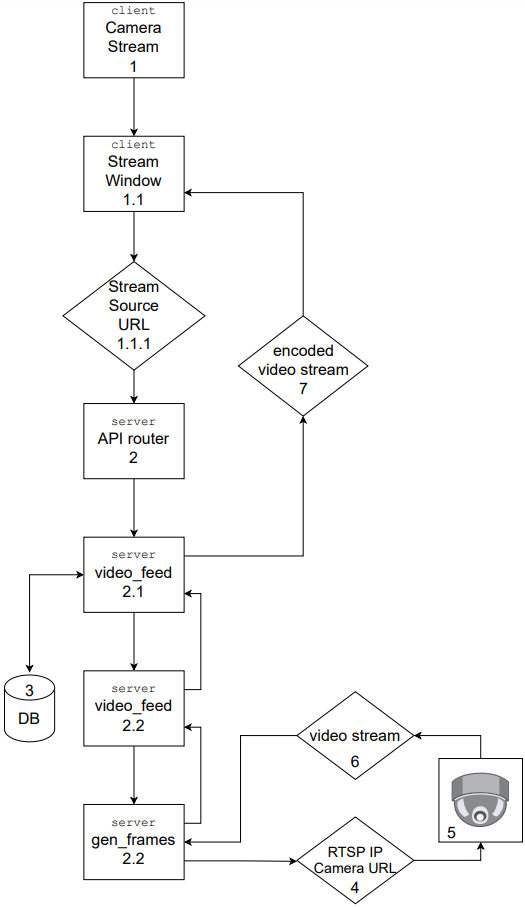 client
Camera
Stream
1
client
Stream
Window
1.1
Stream
Source
URL
1.1.1
encoded
video stream
7
server
API router
2
server
video_feed
2.1
3
DB
server
video_feed
2.2
video stream
6
5
server
gen_frames
2.2
RTSP IP
Camera URL
4